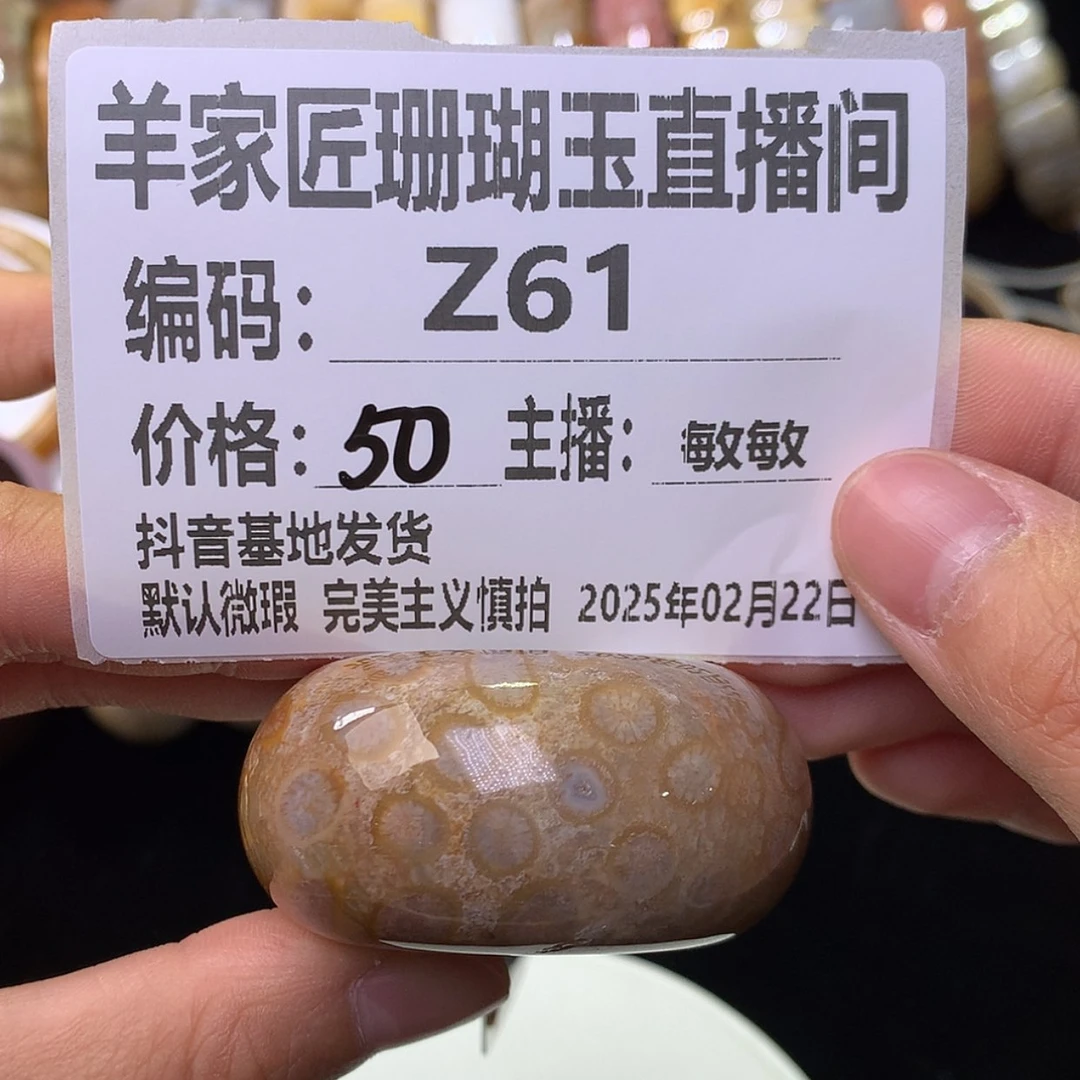 羊家匠珊瑚玉直播间
编码：Z61
价格：50 主播：敏敏
抖音基地发货
默认微瑕 完美主义慎拍 2025年02月22日